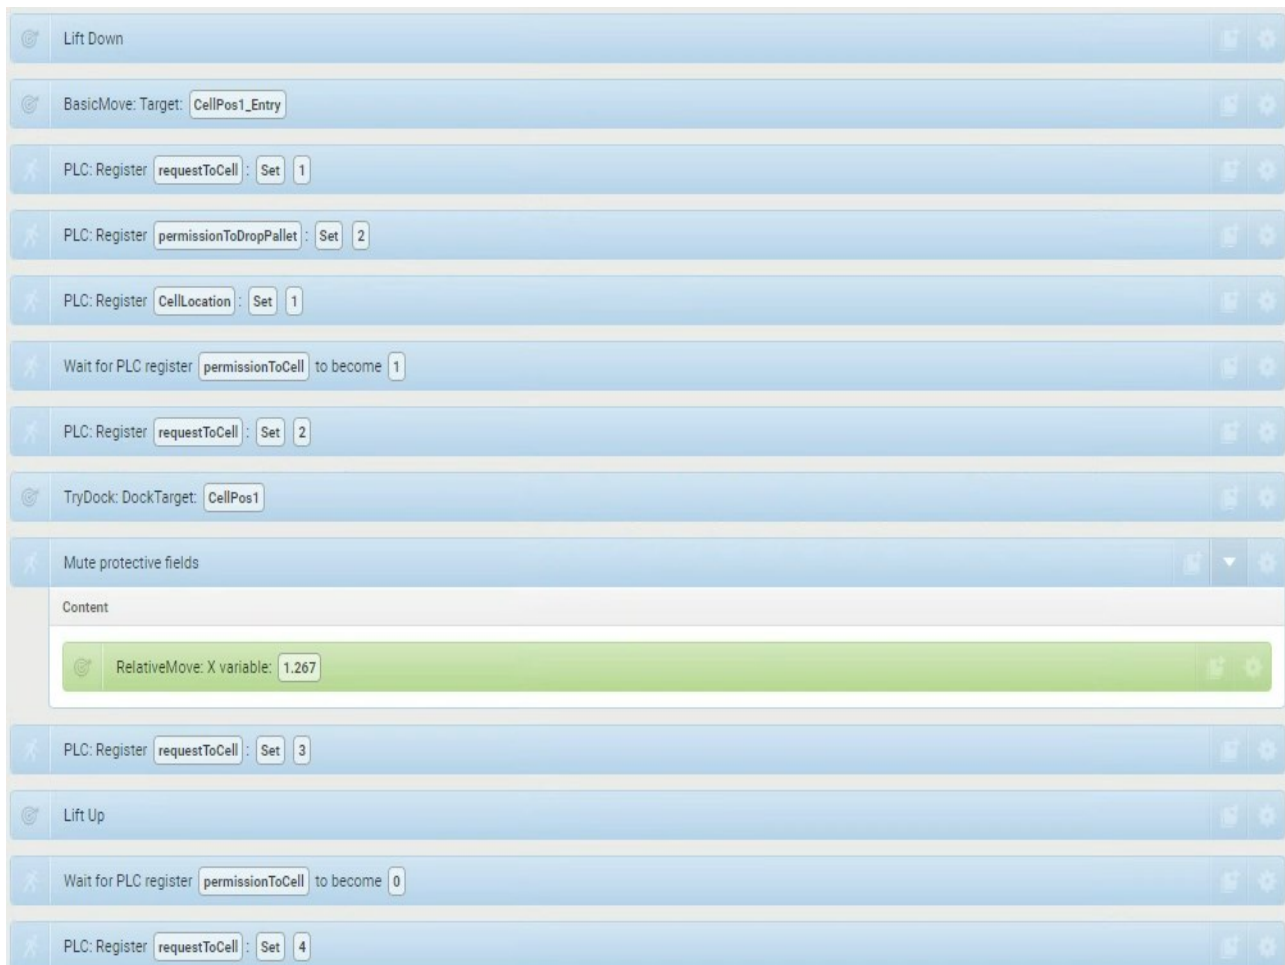 Lift Down
BasicMove: Target: CellPos1_Entry
PLC: Register requestToCell : Set 1
PLC: Register permissionToDropPallet : Set 2
PLC: Register CellLocation : Set 1
Wait for PLC register permissionToCell to become 1
PLC: Register requestToCell : Set 2
TryDock: DockTarget: CellPos1
Mute protective fields
Content
RelativeMove: X variable: 1.267
PLC: Register requestToCell : Set 3
Lift Up
Wait for PLC register permissionToCell to become 0
PLC: Register requestToCell : Set 4